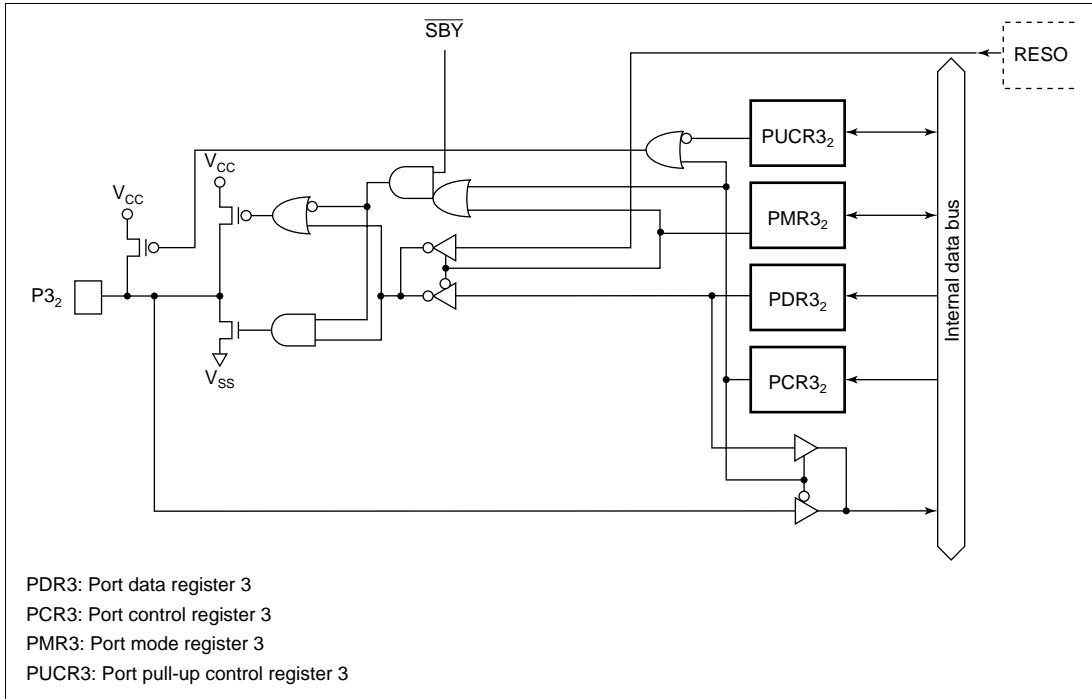 SBY
RESO
PUCR3₂
V_CC
V_CC
PMR3₂
P3₂
PDR3₂
V_SS
PCR3₂
Internal data bus
PDR3: Port data register 3
PCR3: Port control register 3
PMR3: Port mode register 3
PUCR3: Port pull-up control register 3